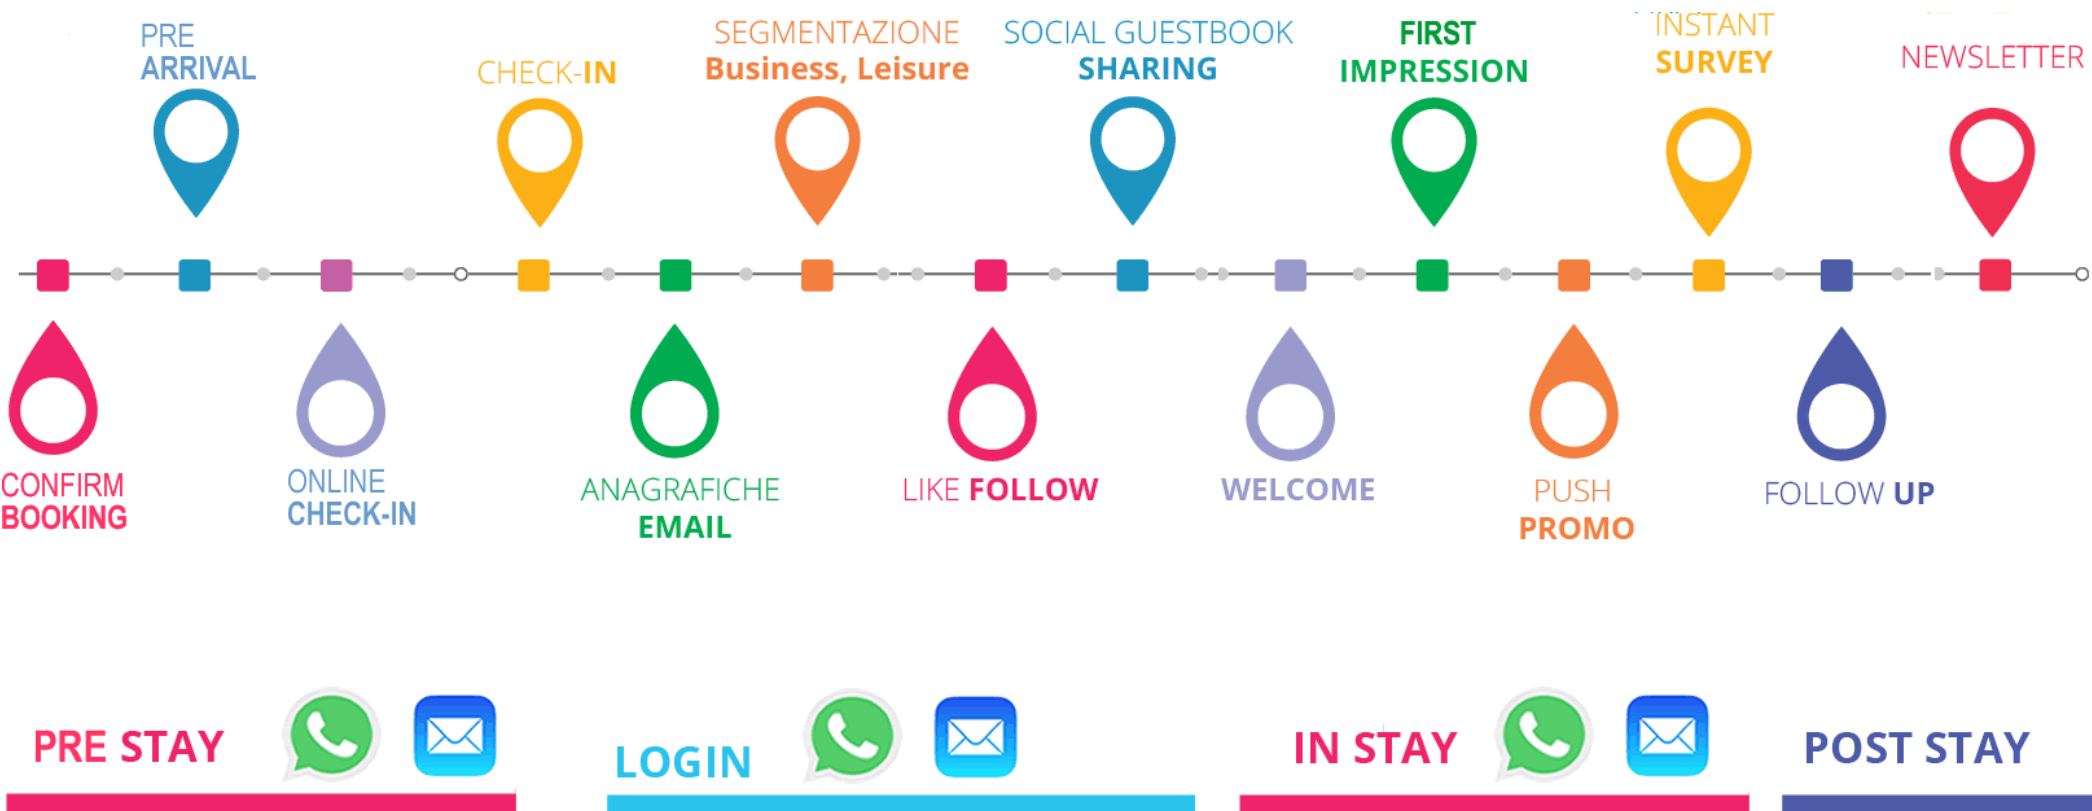 PRE
ARRIVAL
CHECK-IN
SEGMENTAZIONE
Business, Leisure
SOCIAL GUESTBOOK
SHARING
FIRST
IMPRESSION
INSTANT
SURVEY
NEWSLETTER
CONFIRM
BOOKING
ONLINE
CHECK-IN
ANAGRAFICHE
EMAIL
LIKE FOLLOW
WELCOME
PUSH
PROMO
FOLLOW UP
PRE STAY
LOGIN
IN STAY
POST STAY